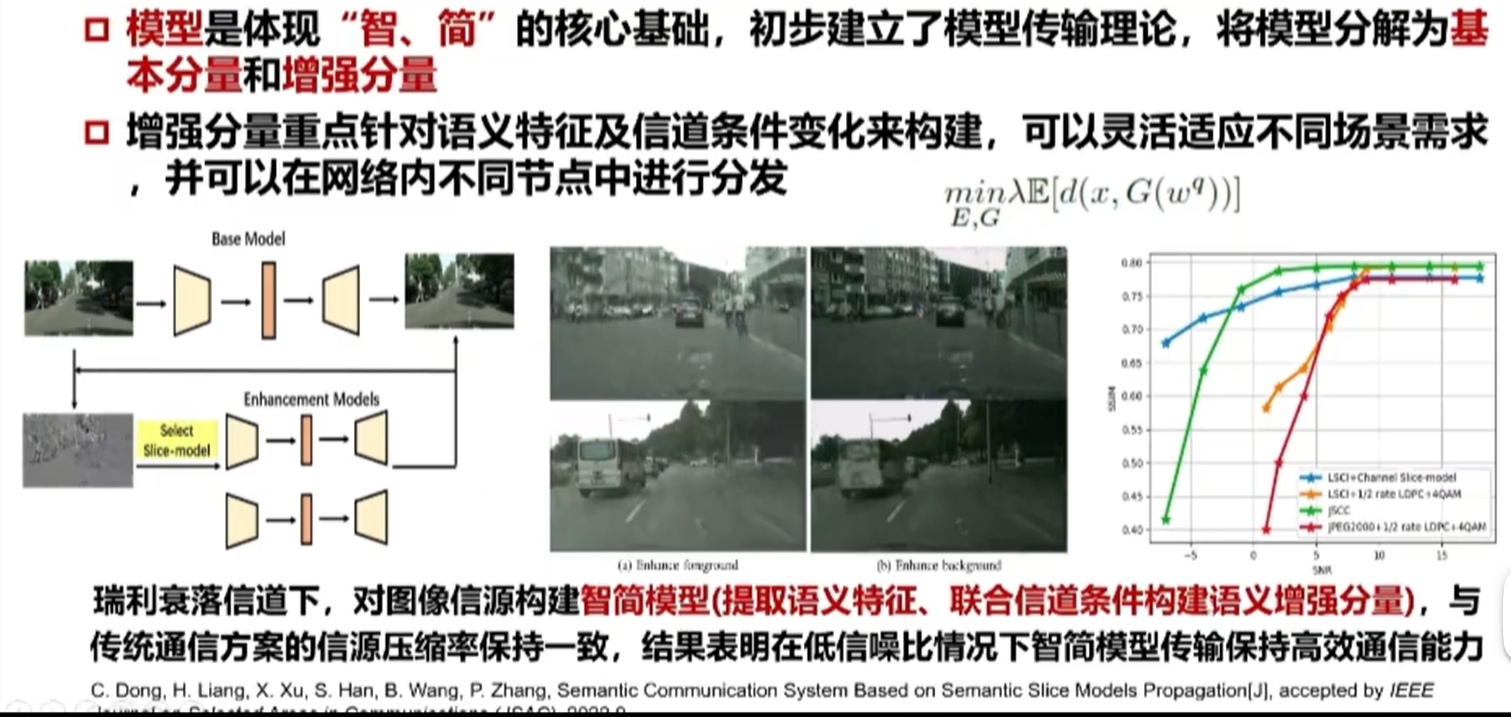 模型是体现“智、简”的核心基础，初步建立了模型传输理论，将模型分解为基
本分量和增强分量
增强分量重点针对语义特征及信道条件变化来构建，可以灵活适应不同场景需求
，并可以在网络内不同节点中进行分发
min λ𝔼[d(x, G(w^q))]
E,G
Base Model
Enhancement Models
Select
Slice-model
(a) Enhance foreground
(b) Enhance background
0.80
0.75
0.70
0.65
0.60
0.55
0.50
0.45
0.40
SSIM
LSCI+Channel Slice-model
LSCI+1/2 rate LDPC+4QAM
JSCC
JPEG2000+1/2 rate LDPC+4QAM
-5 0 5 10 15
SNR
瑞利衰落信道下，对图像信源构建智简模型(提取语义特征、联合信道条件构建语义增强分量)，与
传统通信方案的信源压缩率保持一致，结果表明在低信噪比情况下智简模型传输保持高效通信能力
C. Dong, H. Liang, X. Xu, S. Han, B. Wang, P. Zhang, Semantic Communication System Based on Semantic Slice Models Propagation[J], accepted by IEEE
Selected Areas in Communications (JSAC), 2022.9